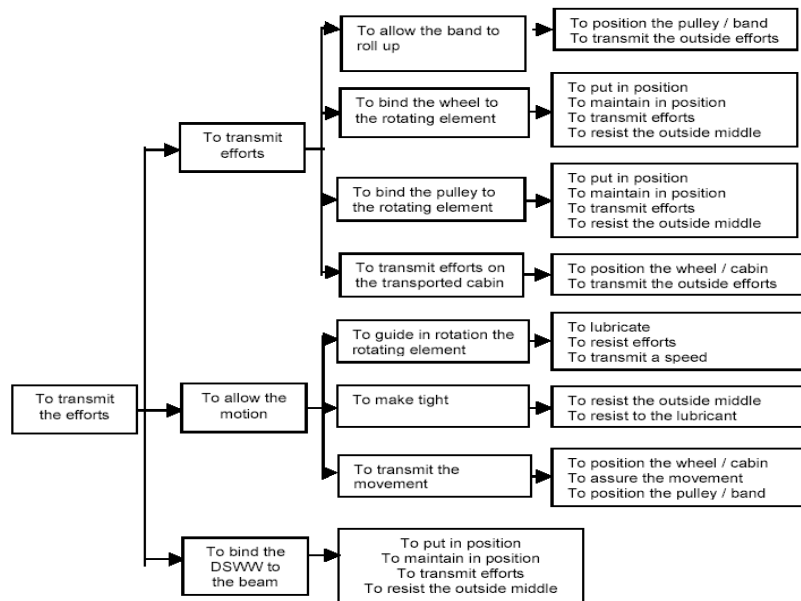 To transmit
the efforts
To transmit
efforts
To allow the band to
roll up
To position the pulley / band
To transmit the outside efforts
To bind the wheel to
the rotating element
To put in position
To maintain in position
To transmit efforts
To resist the outside middle
To bind the pulley to
the rotating element
To put in position
To maintain in position
To transmit efforts
To resist the outside middle
To transmit efforts on
the transported cabin
To position the wheel / cabin
To transmit the outside efforts
To allow the
motion
To guide in rotation the
rotating element
To lubricate
To resist efforts
To transmit a speed
To make tight
To resist the outside middle
To resist to the lubricant
To transmit the
movement
To position the wheel / cabin
To assure the movement
To position the pulley / band
To bind the
DSWW to
the beam
To put in position
To maintain in position
To transmit efforts
To resist the outside middle